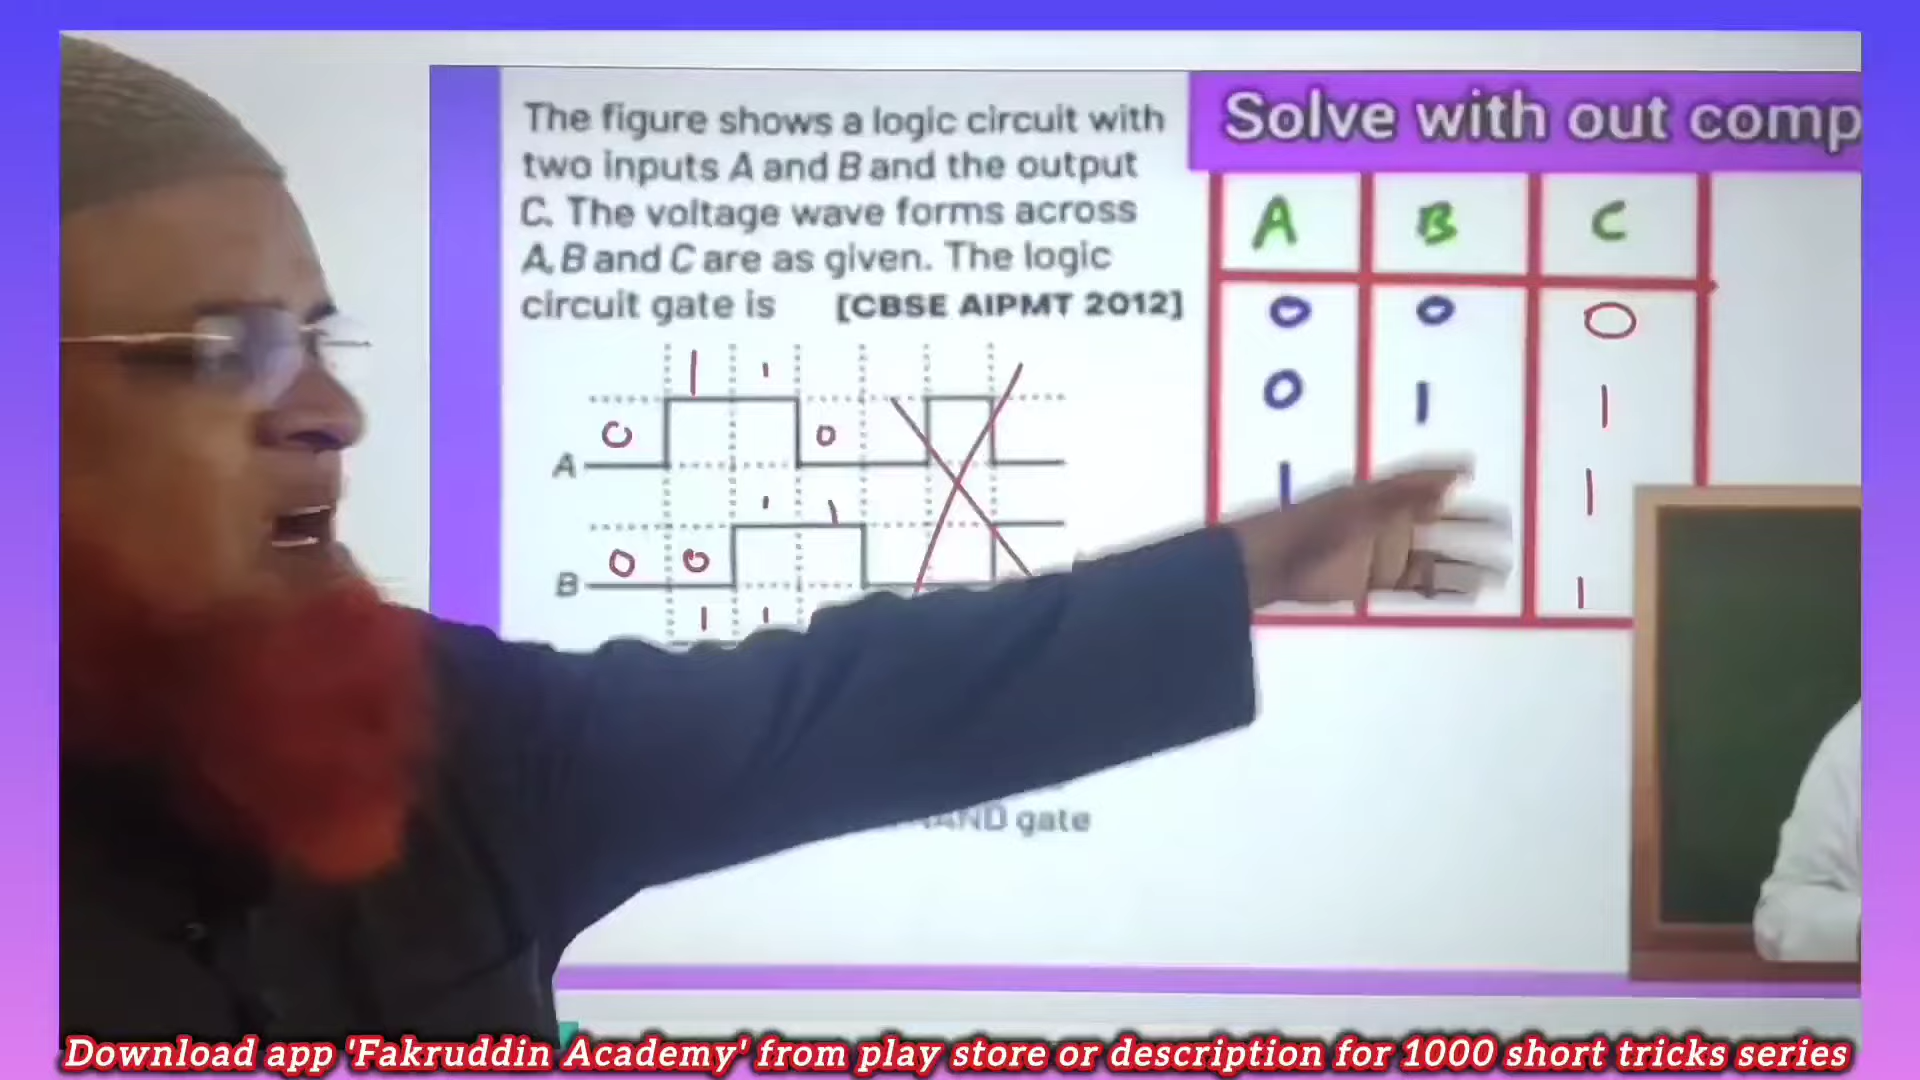 The figure shows a logic circuit with
two inputs A and B and the output
C. The voltage wave forms across
A, B and C are as given. The logic
circuit gate is [CBSE AIPMT 2012]
1 1
0 0
A
1 1
0 0
B
1 1
NAND gate
Solve with out comp
A B C
0 0 0
0 1 1
1 1
1
Download app 'Fakruddin Academy' from play store or description for 1000 short tricks series